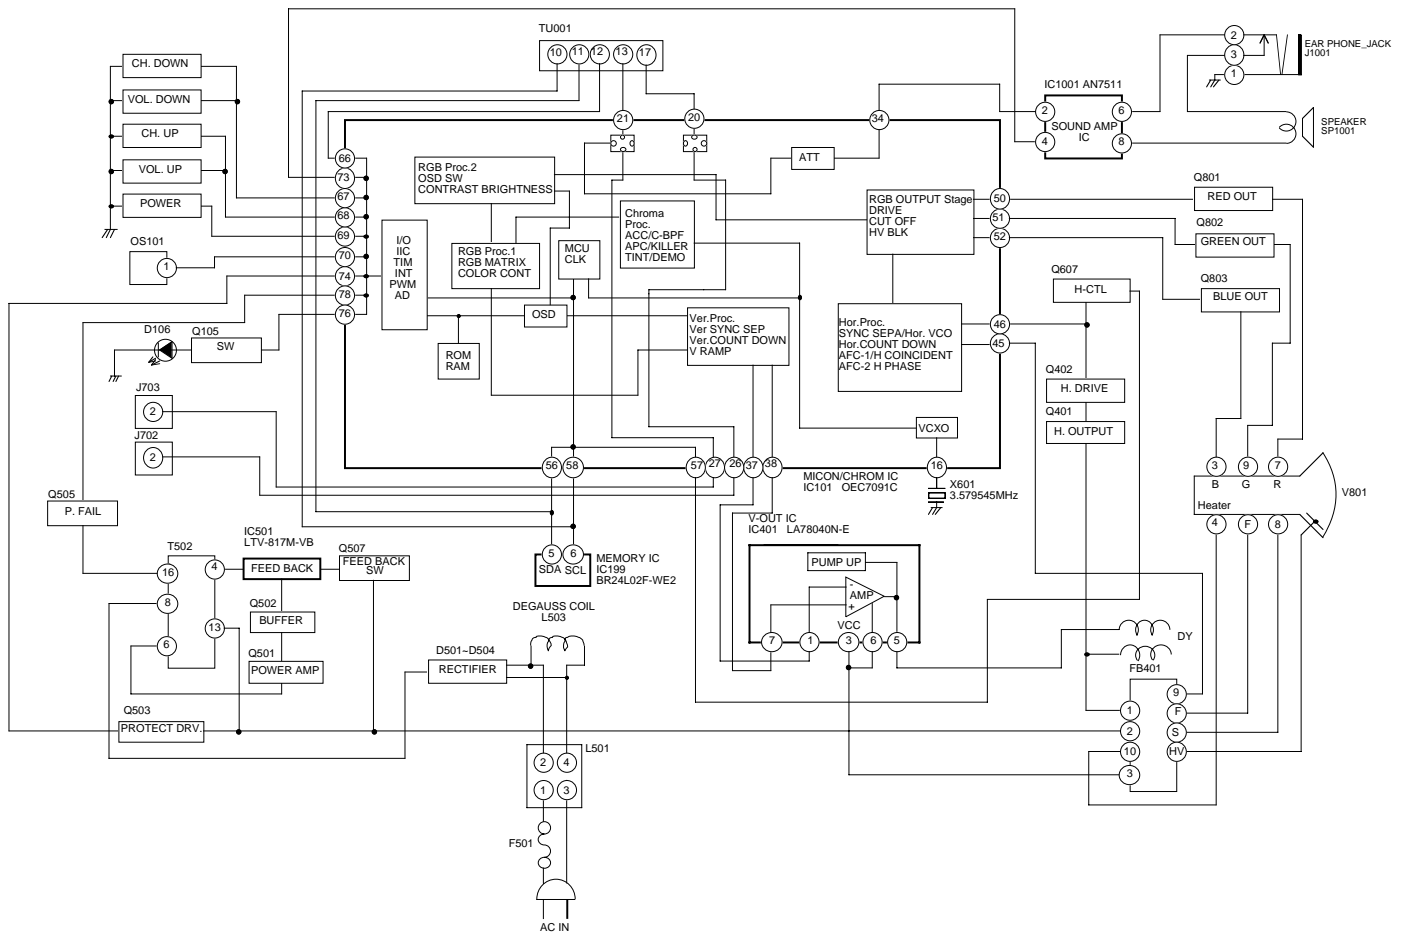 TU001
10 11 12 13 17
CH. DOWN
VOL. DOWN
CH. UP
VOL. UP
POWER
OS101
1
D106
Q105
SW
J703
2
J702
2
Q505
P. FAIL
66
73
67
68
69
70
74
78
76
21
20
34
ATT
RGB Proc.2
OSD SW
CONTRAST BRIGHTNESS
I/O
IIC
TIM
INT
PWM
AD
RGB Proc.1
RGB MATRIX
COLOR CONT
MCU
CLK
Chroma
Proc.
ACC/C-BPF
APC/KILLER
TINT/DEMO
OSD
ROM
RAM
Ver.Proc.
Ver SYNC SEP
Ver.COUNT DOWN
V RAMP
RGB OUTPUT Stage
DRIVE
CUT OFF
HV BLK
Hor.Proc.
SYNC SEPA/Hor. VCO
Hor.COUNT DOWN
AFC-1/H COINCIDENT
AFC-2 H PHASE
VCXO
50
51
52
46
45
56 58 57 27 26 37 38 16
MICON/CHROM IC
IC101 OEC7091C
X601
3.579545MHz
IC1001 AN7511
2
4
6
8
SOUND AMP
IC
2
3
1
EAR PHONE_JACK
J1001
SPEAKER
SP1001
Q801
RED OUT
Q802
GREEN OUT
Q803
BLUE OUT
Q607
H-CTL
Q402
H. DRIVE
Q401
H. OUTPUT
3 9 7
B G R
Heater
4 F 8
V801
V-OUT IC
IC401 LA78040N-E
PUMP UP
-
AMP
+
VCC
7 1 3 6 5
5 6
SDA SCL
MEMORY IC
IC199
BR24L02F-WE2
DEGAUSS COIL
L503
D501~D504
RECTIFIER
T502
16
4
8
13
6
IC501
LTV-817M-VB
FEED BACK
Q507
FEED BACK
SW
Q502
BUFFER
Q501
POWER AMP
Q503
PROTECT DRV.
L501
2 4
1 3
F501
AC IN
DY
FB401
1
2
10
3
9
F
S
HV